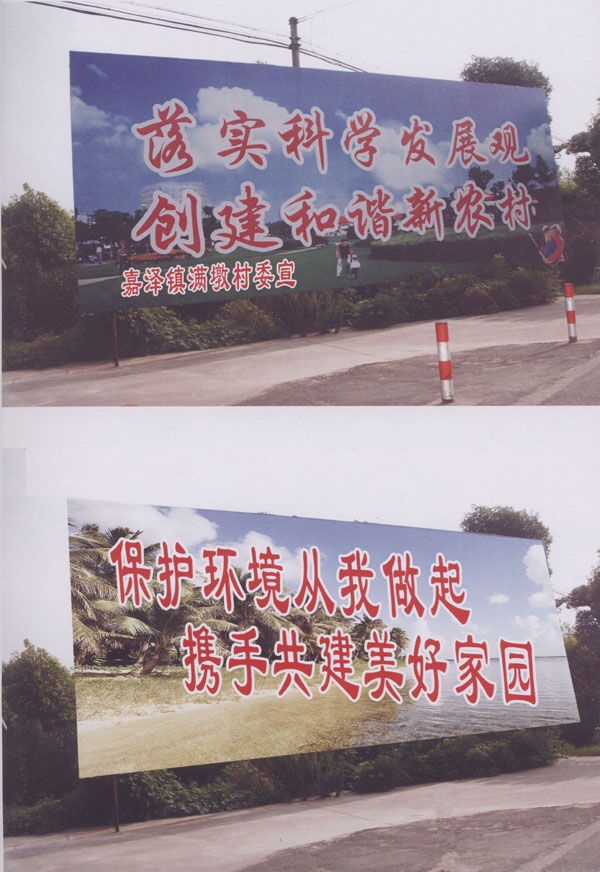 落实科学发展观
创建和谐新农村
嘉泽镇满墩村委宣
保护环境从我做起
携手共建美好家园